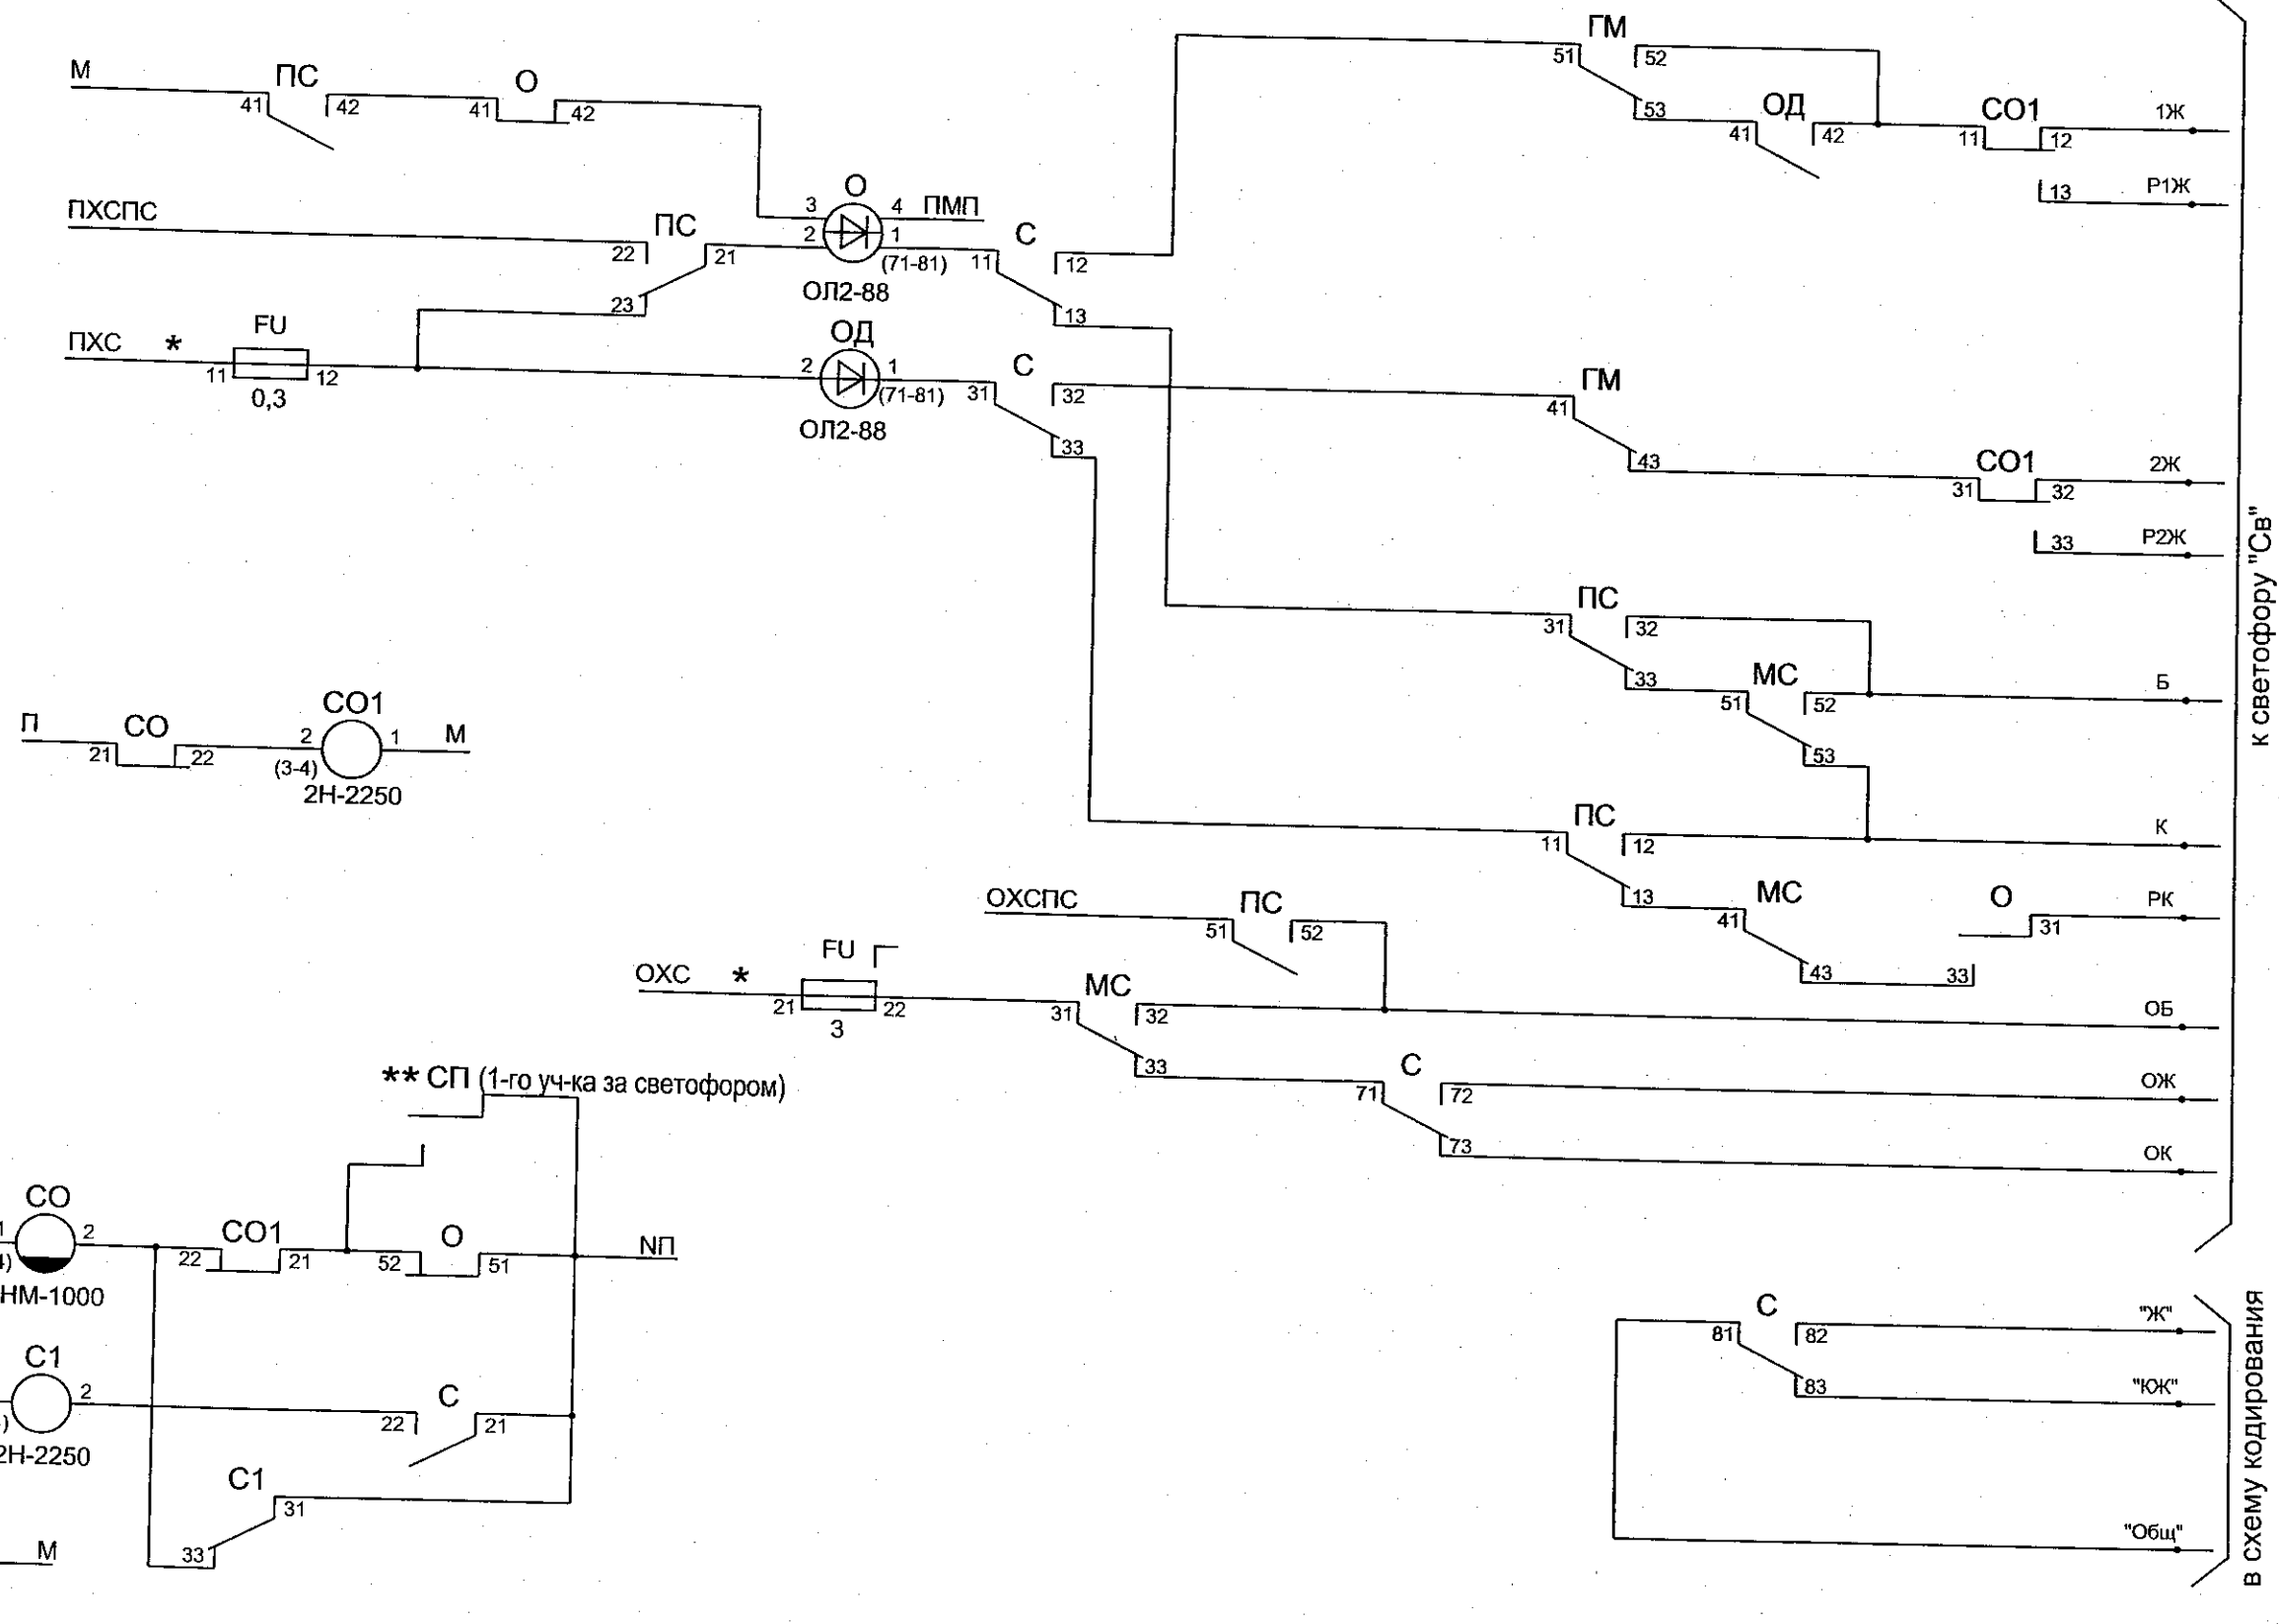 ГМ
51 52
М ПС О
41 42 41 42
53 ОД СО1 1Ж
41 42 11 12
О
3 4 ПМП
13 Р1Ж
ПХСПС ПС
22 21 2 1 С
(71-81) 11 12
ОЛ2-88
23 13
FU ОД
ПХС * 2 1 С ГМ
11 12 (71-81) 31 32 41
0,3 ОЛ2-88
33 43 СО1 2Ж
31 32
33 Р2Ж
к светофору "Св"
ПС
31 32
33 МС Б
51 52
53
СО1
П СО 2 1 М
21 22 (3-4)
2Н-2250
ПС К
11 12
13 МС О РК
41 31
43 33
ОХСПС ПС
51 52
FU
ОХС * МС ОБ
21 22 31 32
3
33 С ОЖ
71 72
73 ОК
** СП (1-го уч-ка за светофором)
СО
1 2 СО1 О NП
4) 22 21 52 51
НМ-1000
С1
2 С
) 22 21
2Н-2250
С1
31
33
М
С "Ж"
81 82
83 "КЖ"
"Общ"
в схему кодирования